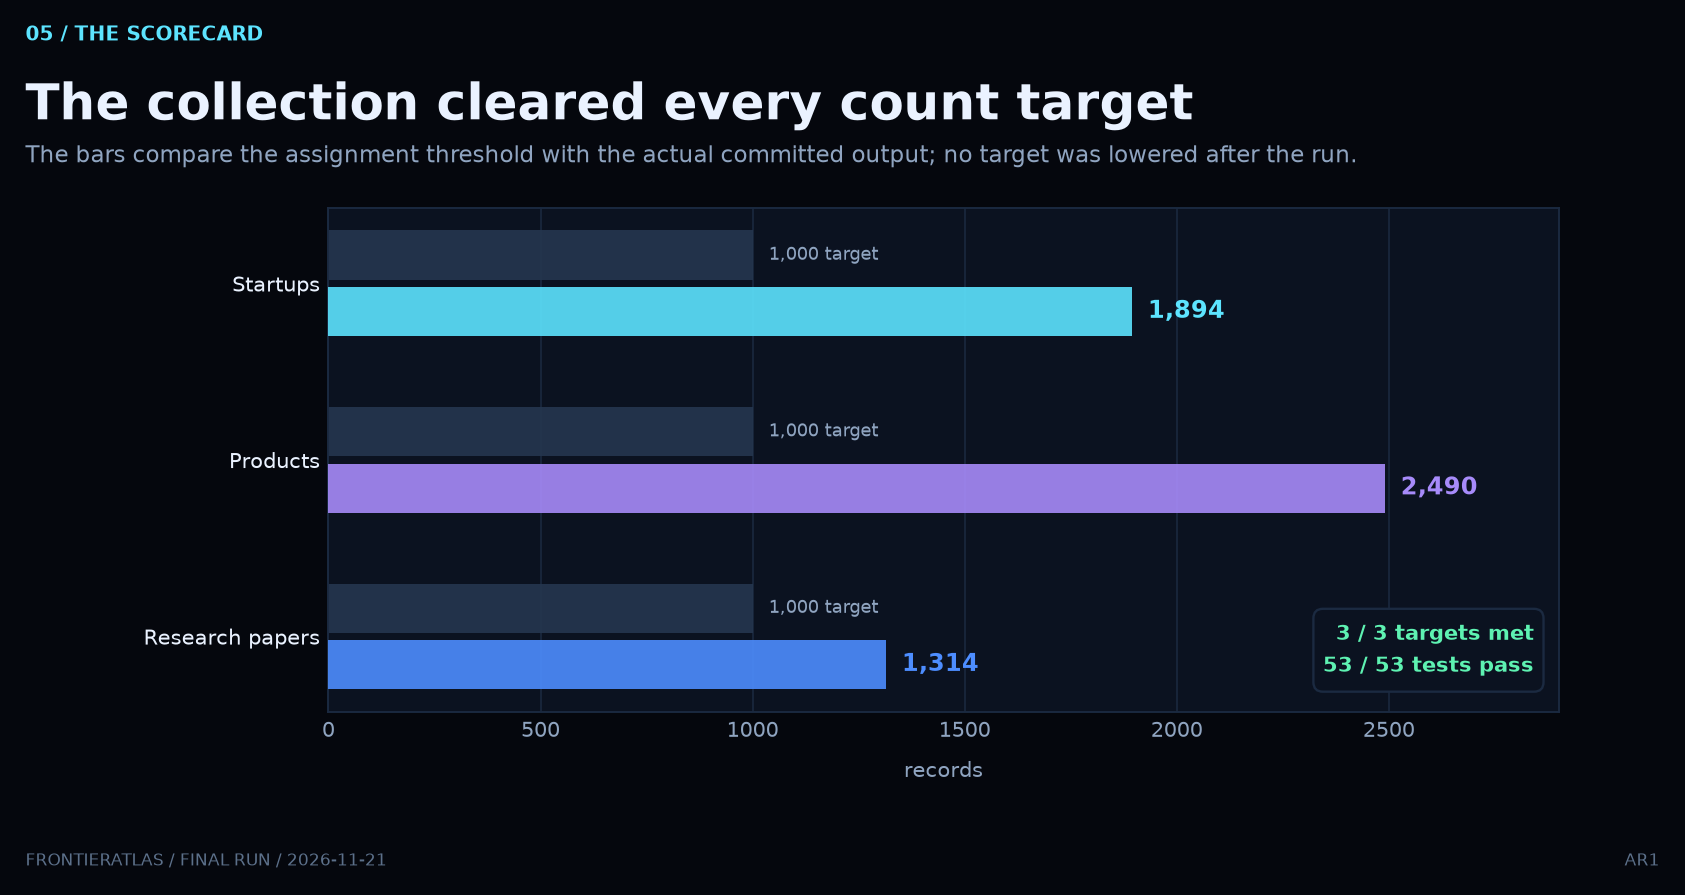 05 / THE SCORECARD
The collection cleared every count target
The bars compare the assignment threshold with the actual committed output; no target was lowered after the run.
1,000 target
Startups
1,894
1,000 target
Products
2,490
1,000 target
Research papers
1,314
3 / 3 targets met
53 / 53 tests pass
0 500 1000 1500 2000 2500
records
FRONTIERATLAS / FINAL RUN / 2026-11-21
AR1